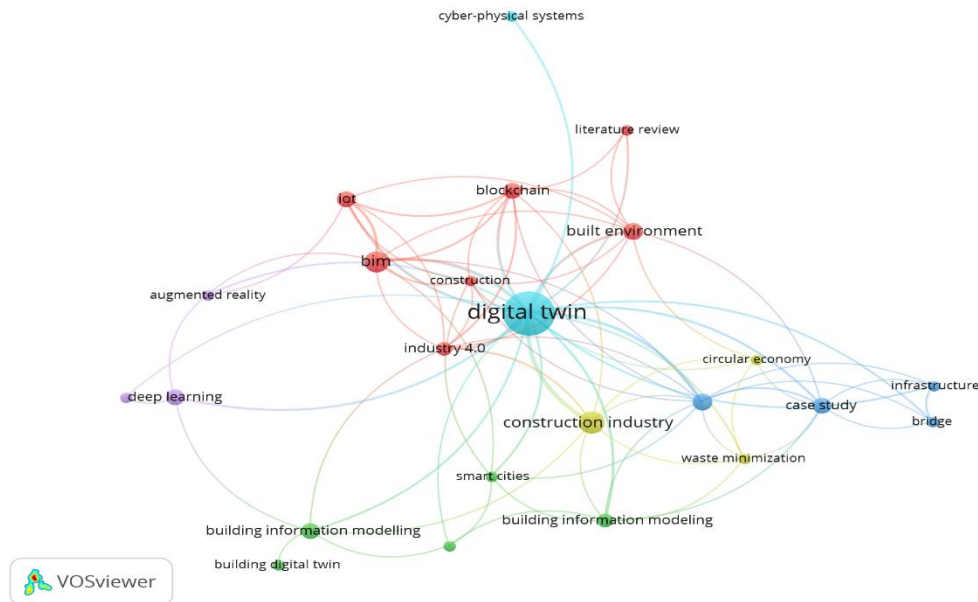 cyber-physical systems
literature review
blockchain
iot
built environment
bim
construction
augmented reality
digital twin
industry 4.0
circular economy
infrastructure
deep learning
case study
construction industry
bridge
waste minimization
smart cities
building information modeling
building information modelling
building digital twin
VOSviewer